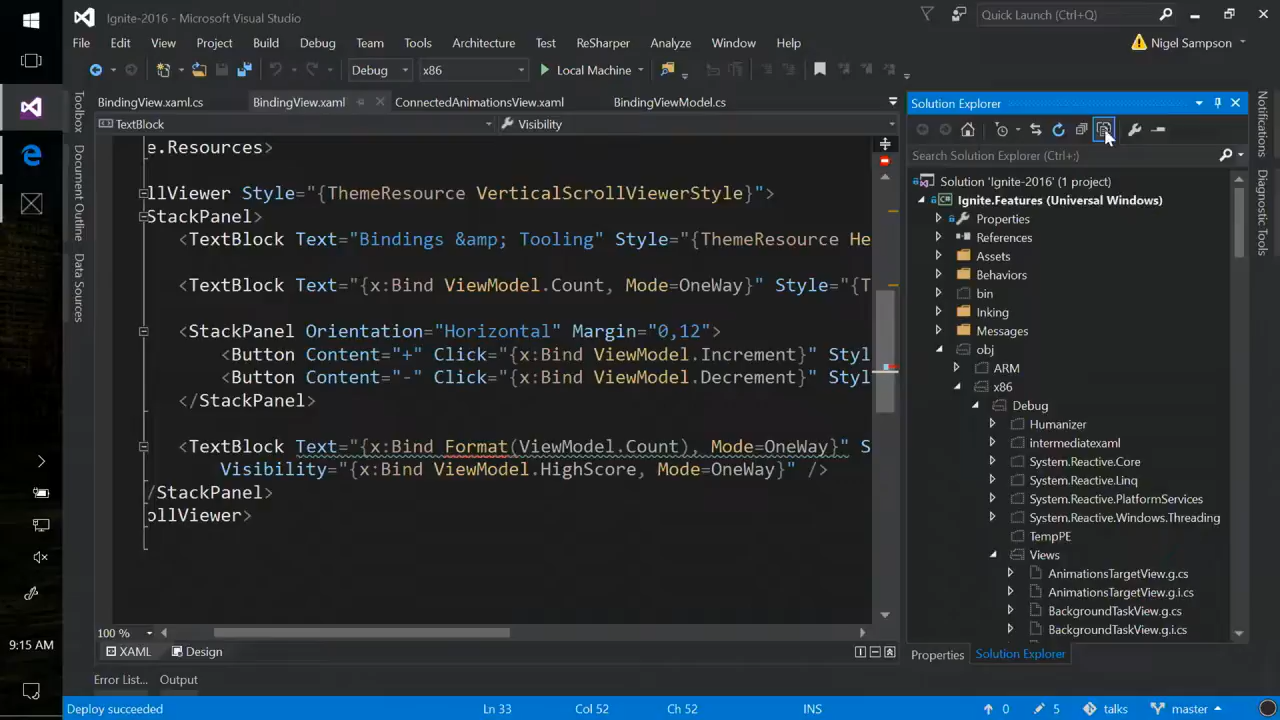 Ignite-2016 - Microsoft Visual Studio
Quick Launch (Ctrl+Q)
File Edit View Project Build Debug Team Tools Architecture Test ReSharper Analyze Window Help
Nigel Sampson
Debug x86 Local Machine
BindingView.xaml.cs BindingView.xaml ConnectedAnimationsView.xaml BindingViewModel.cs
TextBlock Visibility
e.Resources>
llViewer Style="{ThemeResource VerticalScrollViewerStyle}">
StackPanel>
<TextBlock Text="Bindings &amp; Tooling" Style="{ThemeResource He
<TextBlock Text="{x:Bind ViewModel.Count, Mode=OneWay}" Style="{T
<StackPanel Orientation="Horizontal" Margin="0,12">
<Button Content="+" Click="{x:Bind ViewModel.Increment}" Styl
<Button Content="-" Click="{x:Bind ViewModel.Decrement}" Styl
</StackPanel>
<TextBlock Text="{x:Bind Format(ViewModel.Count), Mode=OneWay}" S
Visibility="{x:Bind ViewModel.HighScore, Mode=OneWay}" />
/StackPanel>
ollViewer>
100 %
XAML Design
Error List... Output
Toolbox
Document Outline
Data Sources
Solution Explorer
Search Solution Explorer (Ctrl+;)
Solution 'Ignite-2016' (1 project)
Ignite.Features (Universal Windows)
Properties
References
Assets
Behaviors
bin
Inking
Messages
obj
ARM
x86
Debug
Humanizer
intermediatexaml
System.Reactive.Core
System.Reactive.Linq
System.Reactive.PlatformServices
System.Reactive.Windows.Threading
TempPE
Views
AnimationsTargetView.g.cs
AnimationsTargetView.g.i.cs
BackgroundTaskView.g.cs
BackgroundTaskView.g.i.cs
Properties Solution Explorer
Notifications
Diagnostic Tools
9:15 AM
Deploy succeeded Ln 33 Col 52 Ch 52 INS 0 5 talks master